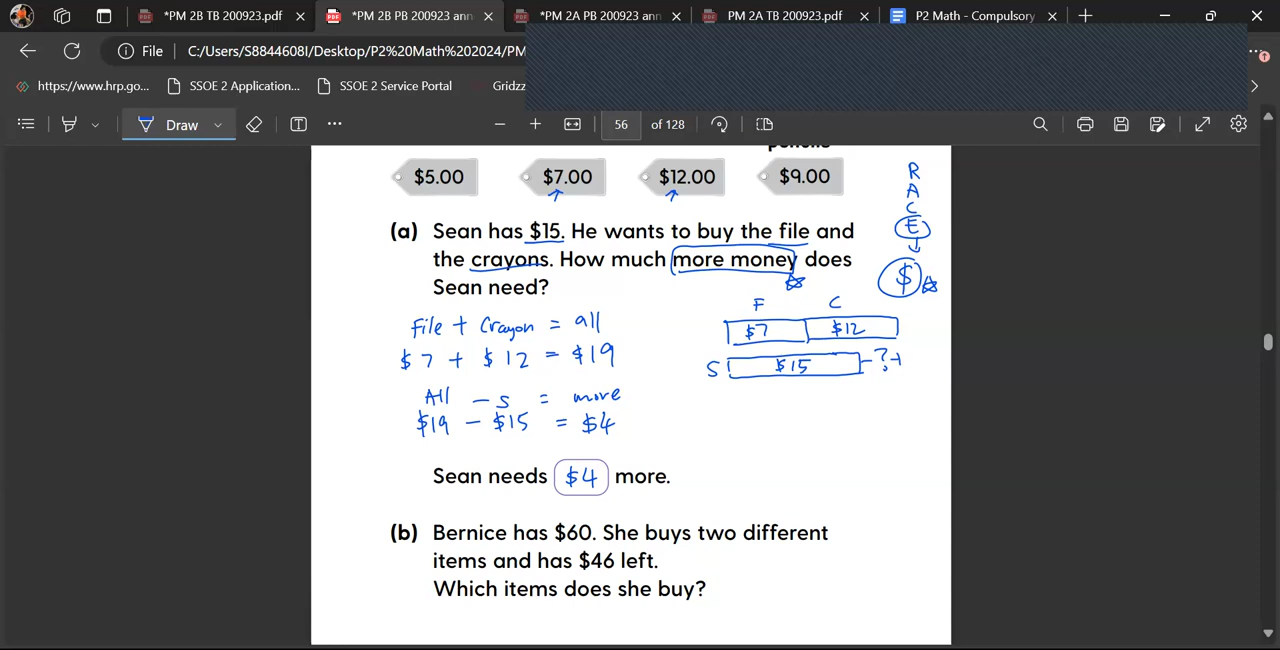 *PM 2B TB 200923.pdf
*PM 2B PB 200923 ann
*PM 2A PB 200923 ann
PM 2A TB 200923.pdf
P2 Math - Compulsory
File
C:/Users/S8844608I/Desktop/P2%20Math%202024/PM
https://www.hrp.go...
SSOE 2 Application...
SSOE 2 Service Portal
Gridzz
Draw
56 of 128
pencils
$5.00
$7.00
$12.00
$9.00
R
A
C
E
$
(a) Sean has $15. He wants to buy the file and
the crayons. How much more money does
Sean need?
File + Crayon = all
$7 + $12 = $19
All - S = more
$19 - $15 = $4
F C
$7 $12
S $15 ?
Sean needs $4 more.
(b) Bernice has $60. She buys two different
items and has $46 left.
Which items does she buy?